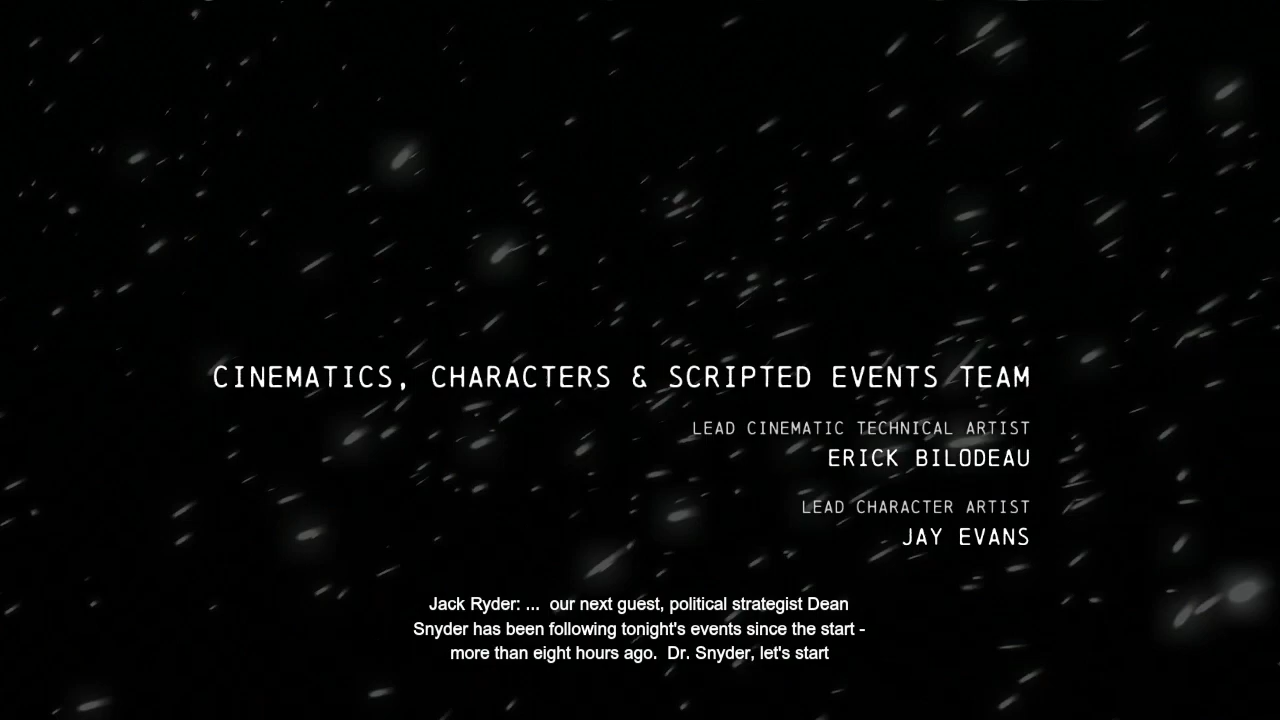 CINEMATICS, CHARACTERS & SCRIPTED EVENTS TEAM
LEAD CINEMATIC TECHNICAL ARTIST
ERICK BILODEAU
LEAD CHARACTER ARTIST
JAY EVANS
Jack Ryder: ...  our next guest, political strategist Dean
Snyder has been following tonight's events since the start -
more than eight hours ago.  Dr. Snyder, let's start